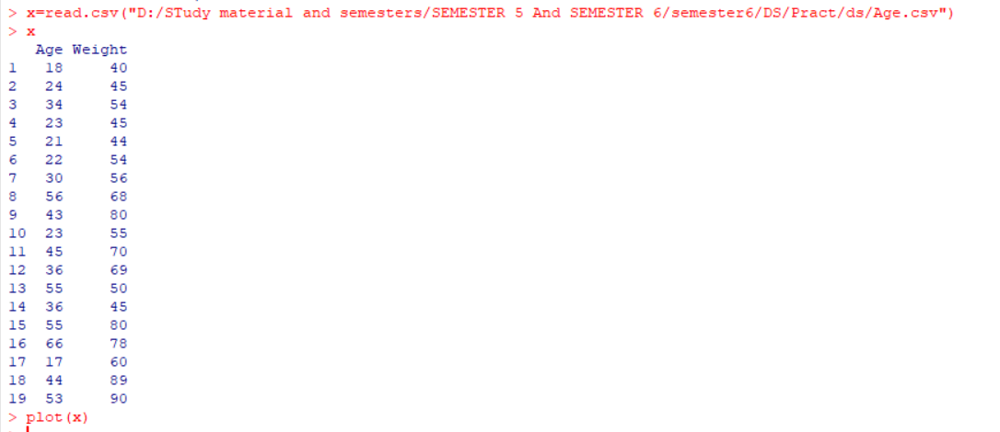 > x=read.csv("D:/STudy material and semesters/SEMESTER 5 And SEMESTER 6/semester6/DS/Pract/ds/Age.csv")
> x
   Age Weight
1   18     40
2   24     45
3   34     54
4   23     45
5   21     44
6   22     54
7   30     56
8   56     68
9   43     80
10  23     55
11  45     70
12  36     69
13  55     50
14  36     45
15  55     80
16  66     78
17  17     60
18  44     89
19  53     90
> plot(x)